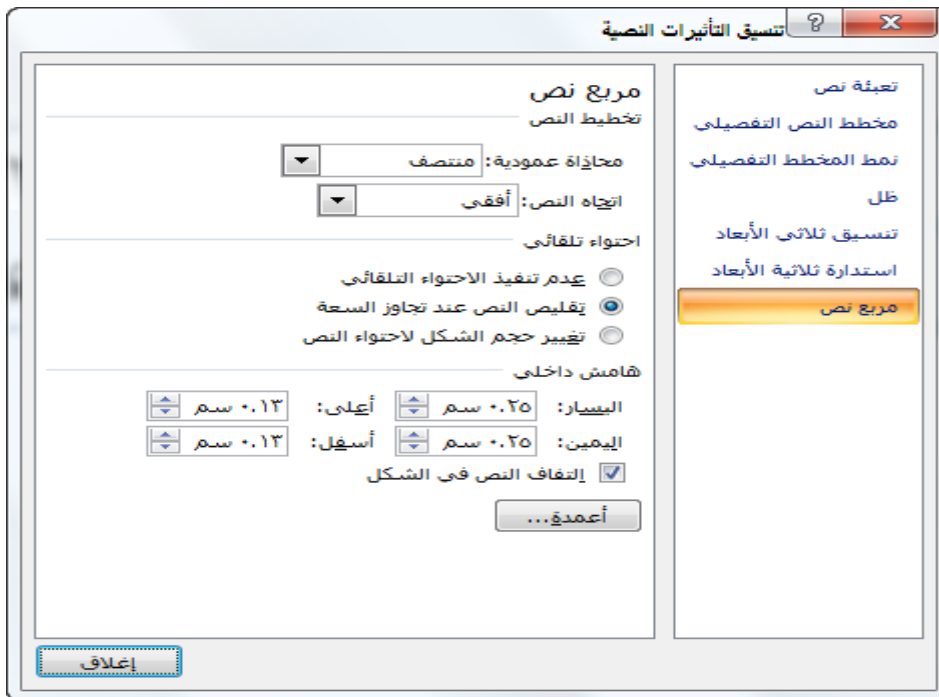 تنسيق التأثيرات النصية
تعبئة نص
مخطط النص التفصيلي
نمط المخطط التفصيلي
ظل
تنسيق ثلاثي الأبعاد
استدارة ثلاثية الأبعاد
مربع نص
مربع نص
تخطيط النص
محاذاة عمودية: منتصف
اتجاه النص: أفقي
احتواء تلقائي
عدم تنفيذ الاحتواء التلقائي
تقليص النص عند تجاوز السعة
تغيير حجم الشكل لاحتواء النص
هامش داخلي
اليسار: ٠.٢٥ سم أعلى: ٠.١٣ سم
اليمين: ٠.٢٥ سم أسفل: ٠.١٣ سم
إلتفاف النص في الشكل
أعمدة...
إغلاق